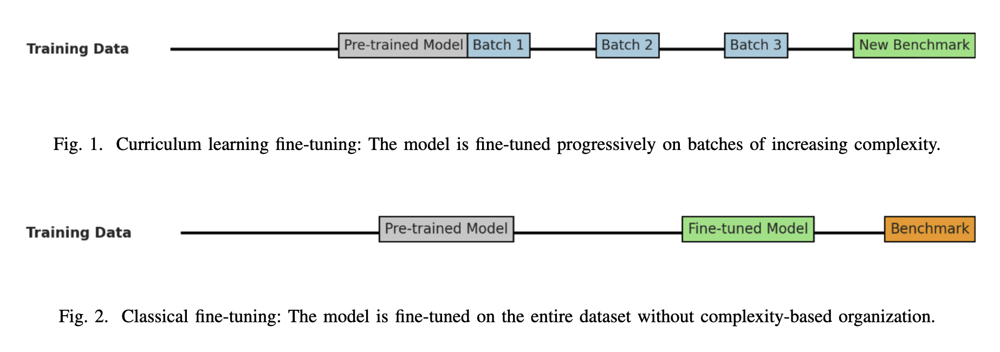 Training Data Pre-trained Model Batch 1 Batch 2 Batch 3 New Benchmark
Fig. 1. Curriculum learning fine-tuning: The model is fine-tuned progressively on batches of increasing complexity.
Training Data Pre-trained Model Fine-tuned Model Benchmark
Fig. 2. Classical fine-tuning: The model is fine-tuned on the entire dataset without complexity-based organization.